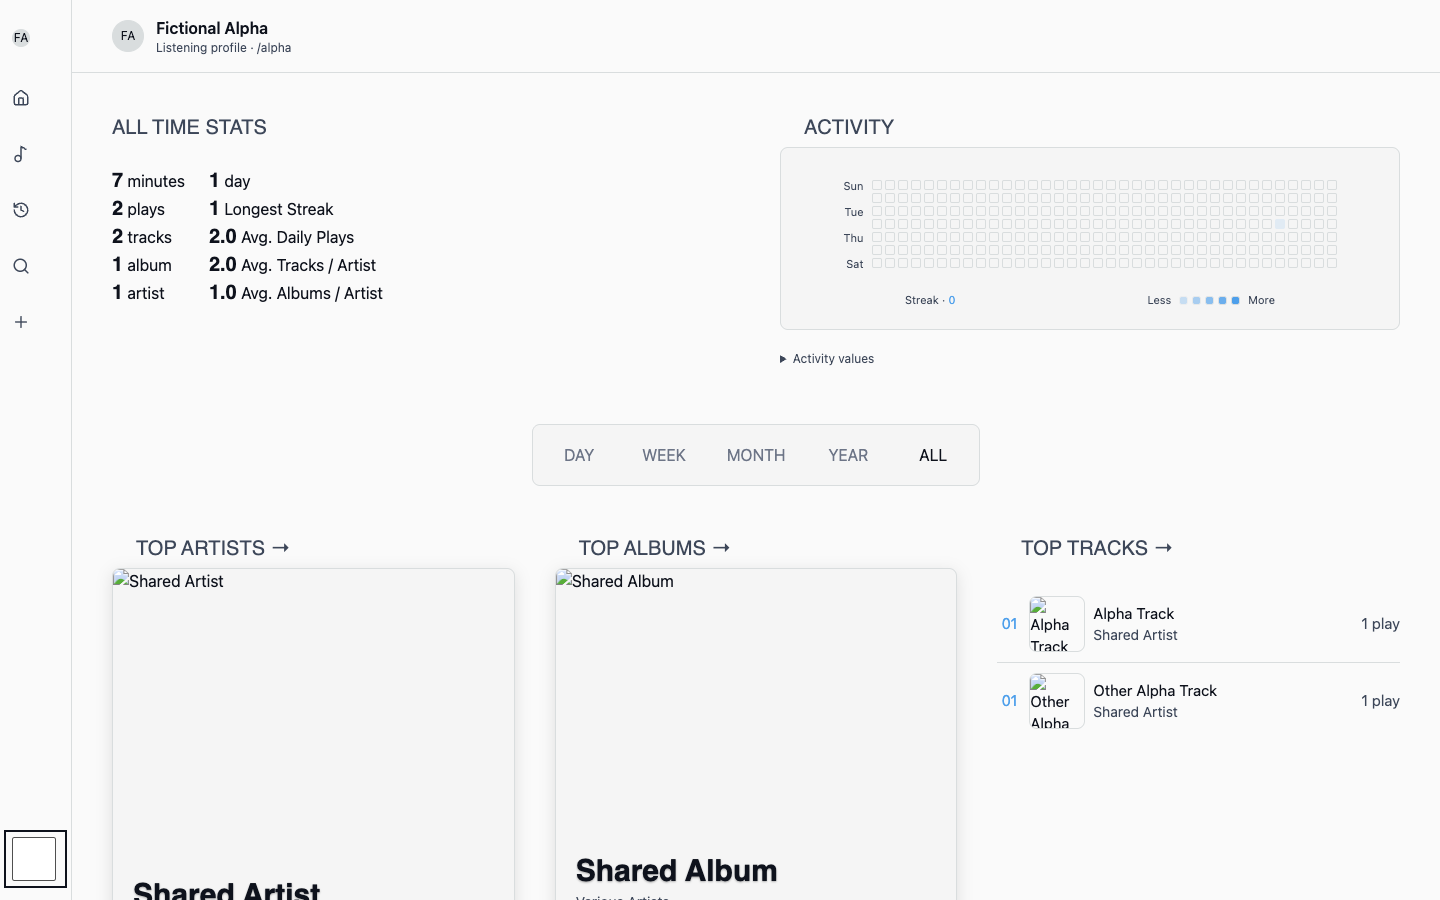 FA
FA
Fictional Alpha
Listening profile · /alpha
ALL TIME STATS
7 minutes
2 plays
2 tracks
1 album
1 artist
1 day
1 Longest Streak
2.0 Avg. Daily Plays
2.0 Avg. Tracks / Artist
1.0 Avg. Albums / Artist
ACTIVITY
Sun
Tue
Thu
Sat
Streak · 0
Less
More
▶ Activity values
DAY WEEK MONTH YEAR ALL
TOP ARTISTS →
Shared Artist
Shared Artist
TOP ALBUMS →
Shared Album
Shared Album
Various Artists
TOP TRACKS →
01
Alpha
Track
Alpha Track
Shared Artist
1 play
01
Other
Alpha
Other Alpha Track
Shared Artist
1 play